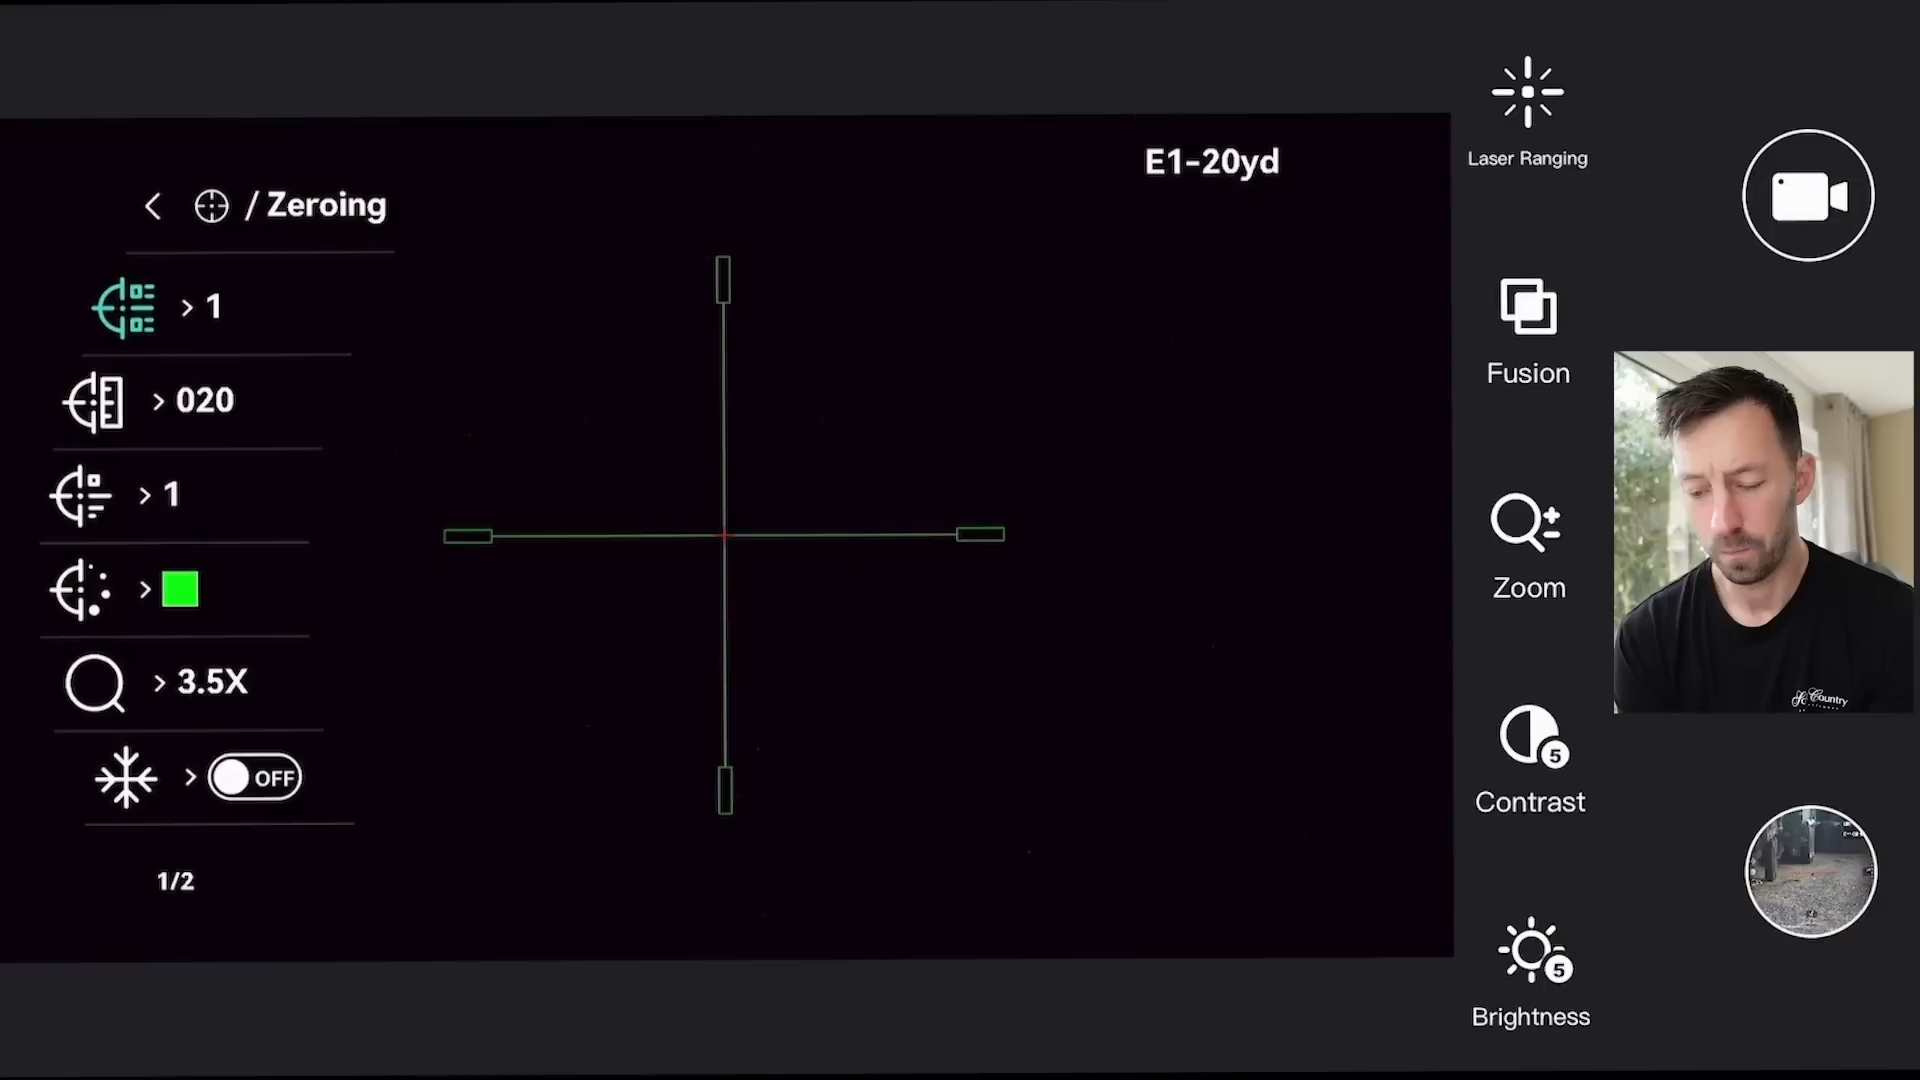 E1-20yd
/ Zeroing
> 1
> 020
> 1
>
> 3.5X
> OFF
1/2
Laser Ranging
Fusion
Zoom
5
Contrast
5
Brightness
Country